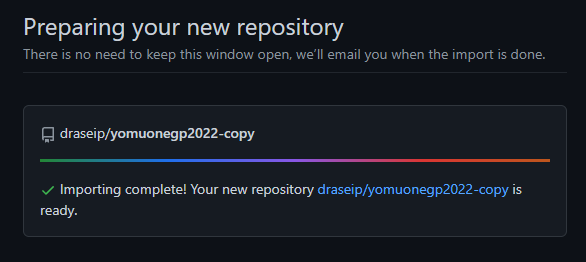 Preparing your new repository
There is no need to keep this window open, we'll email you when the import is done.
draseip/yomuonegp2022-copy
Importing complete! Your new repository draseip/yomuonegp2022-copy is
ready.